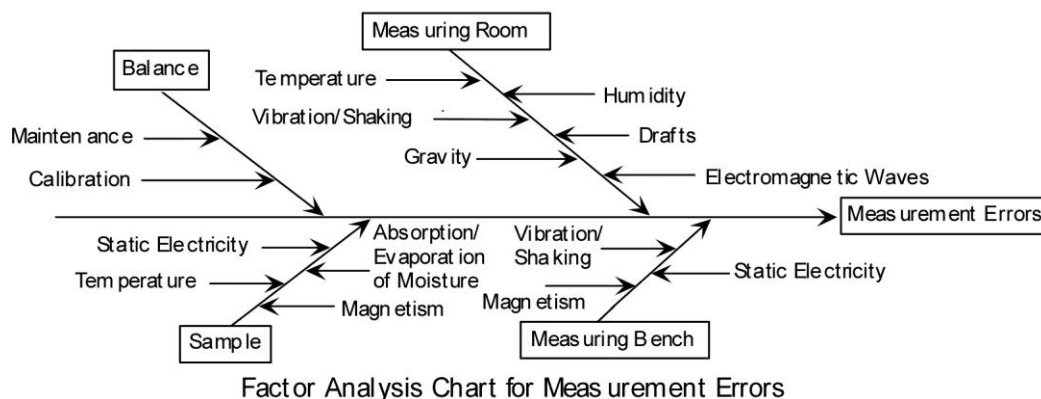 Measuring Room
Balance
Temperature
Humidity
Vibration/Shaking
Maintenance
Drafts
Gravity
Calibration
Electromagnetic Waves
Measurement Errors
Static Electricity
Absorption/
Evaporation
of Moisture
Vibration/
Shaking
Temperature
Static Electricity
Magnetism
Magnetism
Sample
Measuring Bench
Factor Analysis Chart for Measurement Errors